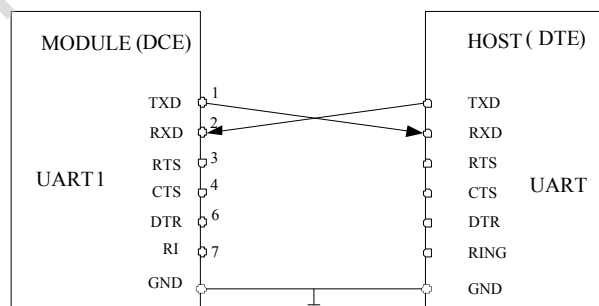 MODULE (DCE)
HOST ( DTE)
TXD 1
TXD
RXD 2
RXD
RTS 3
RTS
UART1
CTS 4
CTS
UART
DTR 6
DTR
RI 7
RING
GND
GND